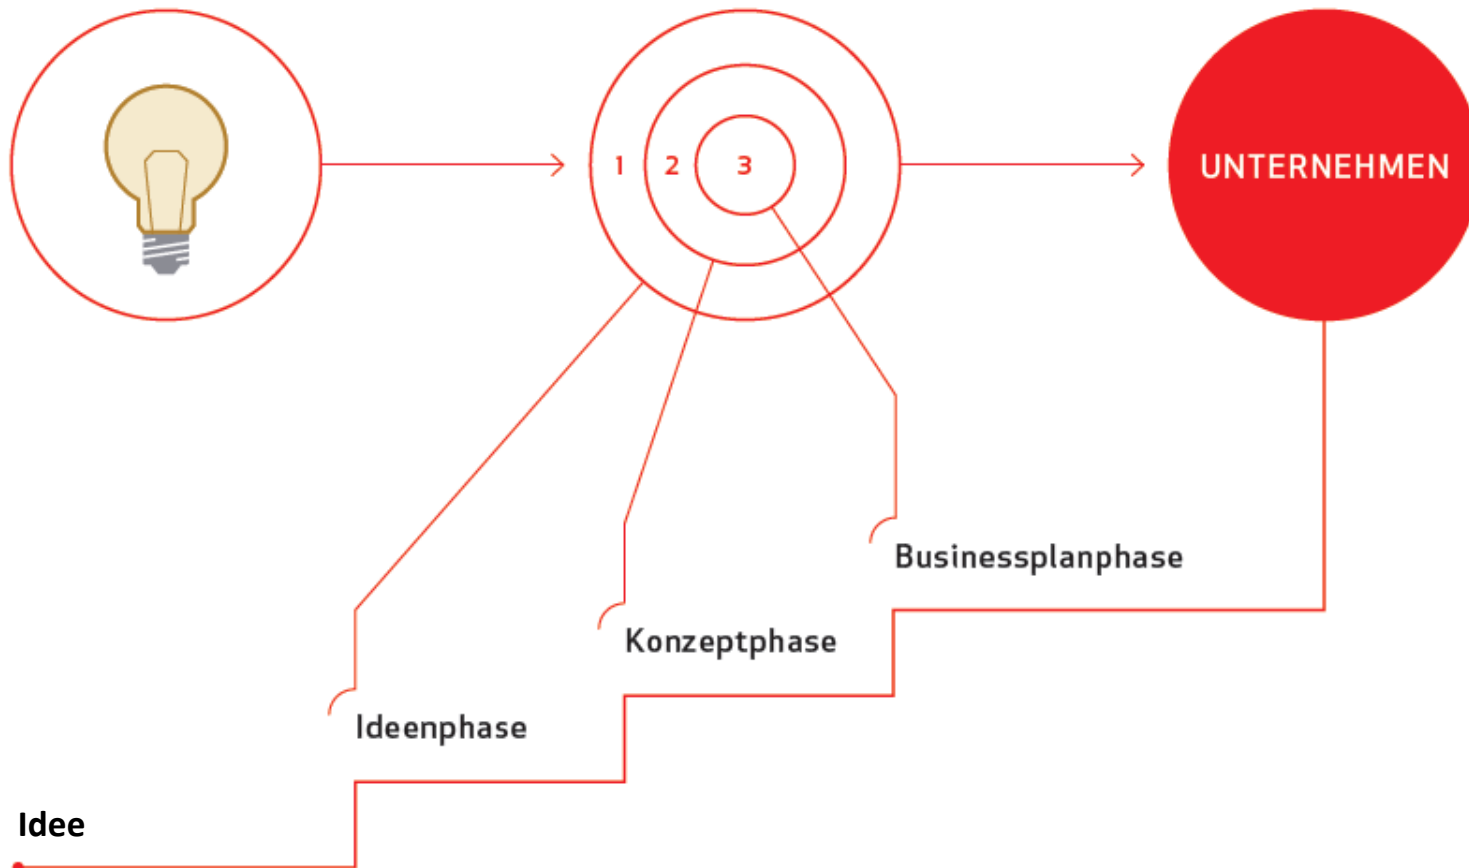 1 2 3
UNTERNEHMEN
Businessplanphase
Konzeptphase
Ideenphase
Idee